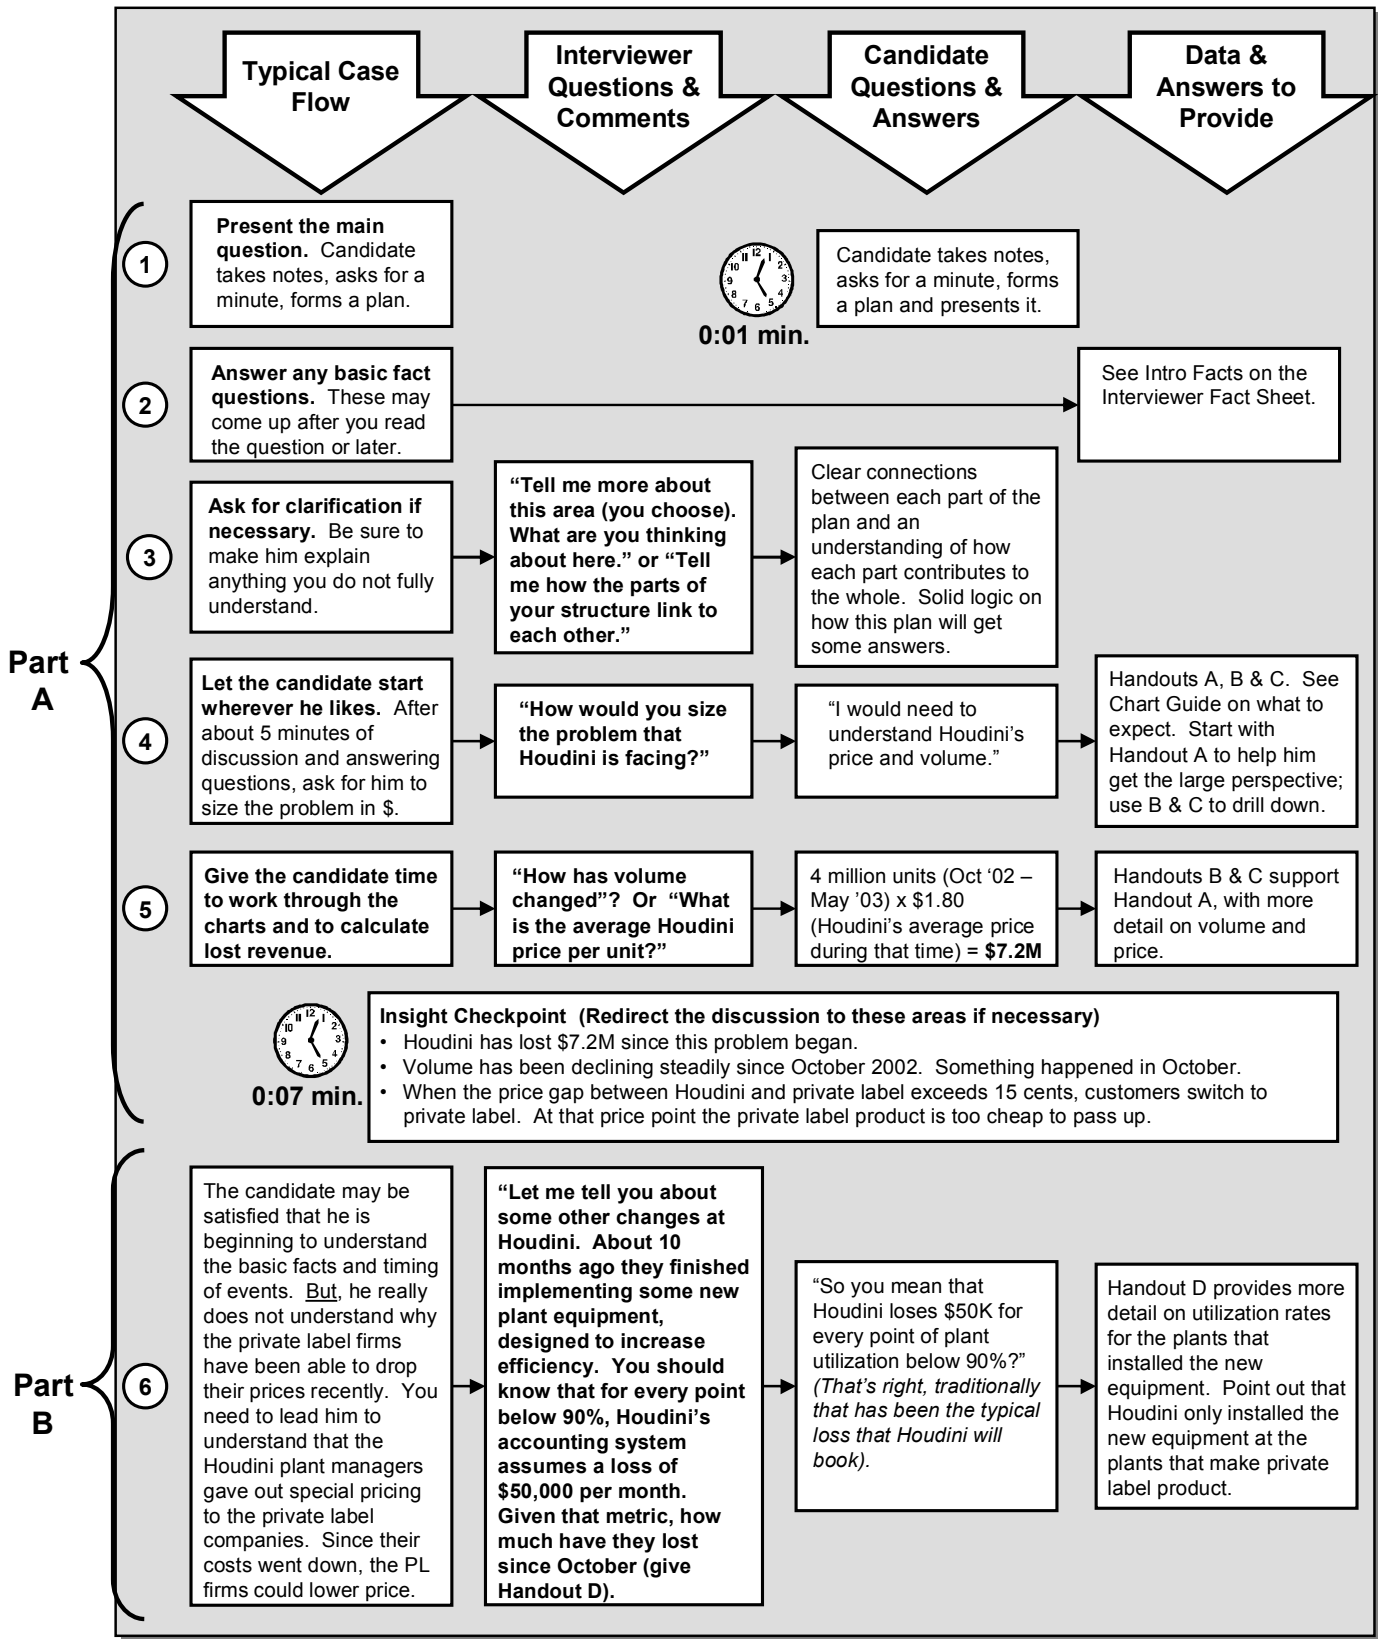 Typical Case
Flow
Interviewer
Questions &
Comments
Candidate
Questions &
Answers
Data &
Answers to
Provide
Part
A
1
Present the main
question.  Candidate
takes notes, asks for a
minute, forms a plan.
0:01 min.
Candidate takes notes,
asks for a minute, forms
a plan and presents it.
2
Answer any basic fact
questions.  These may
come up after you read
the question or later.
See Intro Facts on the
Interviewer Fact Sheet.
3
Ask for clarification if
necessary.  Be sure to
make him explain
anything you do not fully
understand.
“Tell me more about
this area (you choose).
What are you thinking
about here.” or “Tell
me how the parts of
your structure link to
each other.”
Clear connections
between each part of the
plan and an
understanding of how
each part contributes to
the whole.  Solid logic on
how this plan will get
some answers.
4
Let the candidate start
wherever he likes.  After
about 5 minutes of
discussion and answering
questions, ask for him to
size the problem in $.
“How would you size
the problem that
Houdini is facing?”
“I would need to
understand Houdini’s
price and volume.”
Handouts A, B & C.  See
Chart Guide on what to
expect.  Start with
Handout A to help him
get the large perspective;
use B & C to drill down.
5
Give the candidate time
to work through the
charts and to calculate
lost revenue.
“How has volume
changed”?  Or  “What
is the average Houdini
price per unit?”
4 million units (Oct ‘02 –
May ’03) x $1.80
(Houdini’s average price
during that time) = $7.2M
Handouts B & C support
Handout A, with more
detail on volume and
price.
0:07 min.
Insight Checkpoint  (Redirect the discussion to these areas if necessary)
• Houdini has lost $7.2M since this problem began.
• Volume has been declining steadily since October 2002.  Something happened in October.
• When the price gap between Houdini and private label exceeds 15 cents, customers switch to
private label.  At that price point the private label product is too cheap to pass up.
Part
B
6
The candidate may be
satisfied that he is
beginning to understand
the basic facts and timing
of events.  But, he really
does not understand why
the private label firms
have been able to drop
their prices recently.  You
need to lead him to
understand that the
Houdini plant managers
gave out special pricing
to the private label
companies.  Since their
costs went down, the PL
firms could lower price.
“Let me tell you about
some other changes at
Houdini.  About 10
months ago they finished
implementing some new
plant equipment,
designed to increase
efficiency.  You should
know that for every point
below 90%, Houdini’s
accounting system
assumes a loss of
$50,000 per month.
Given that metric, how
much have they lost
since October (give
Handout D).
“So you mean that
Houdini loses $50K for
every point of plant
utilization below 90%?”
(That’s right, traditionally
that has been the typical
loss that Houdini will
book).
Handout D provides more
detail on utilization rates
for the plants that
installed the new
equipment.  Point out that
Houdini only installed the
new equipment at the
plants that make private
label product.